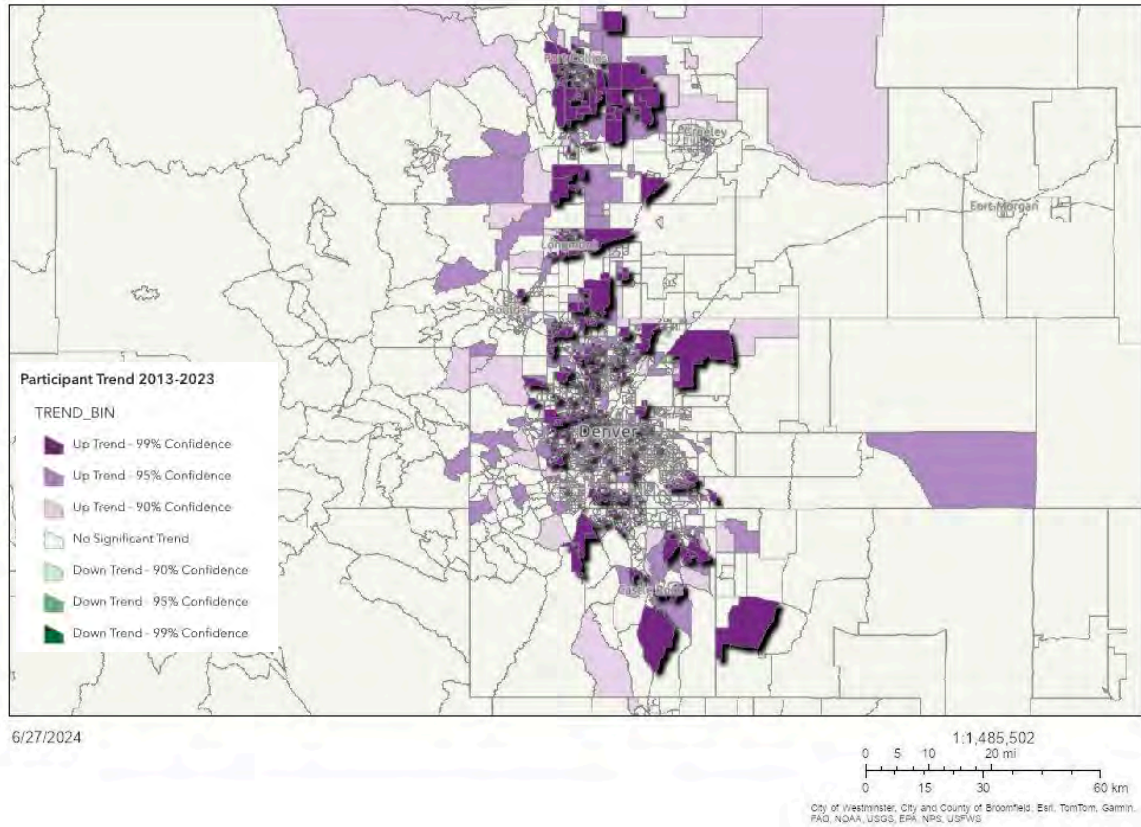 Fort Collins
Greeley
Fort Morgan
Longmont
Boulder
Participant Trend 2013-2023
TREND_BIN
Up Trend - 99% Confidence
Up Trend - 95% Confidence
Up Trend - 90% Confidence
No Significant Trend
Down Trend - 90% Confidence
Down Trend - 95% Confidence
Down Trend - 99% Confidence
Denver
6/27/2024
1:1,485,502
0 5 10 20 mi
0 15 30 60 km
City of Westminster, City and County of Broomfield, Esri, TomTom, Garmin,
FAO, NOAA, USGS, EPA, NPS, USFWS